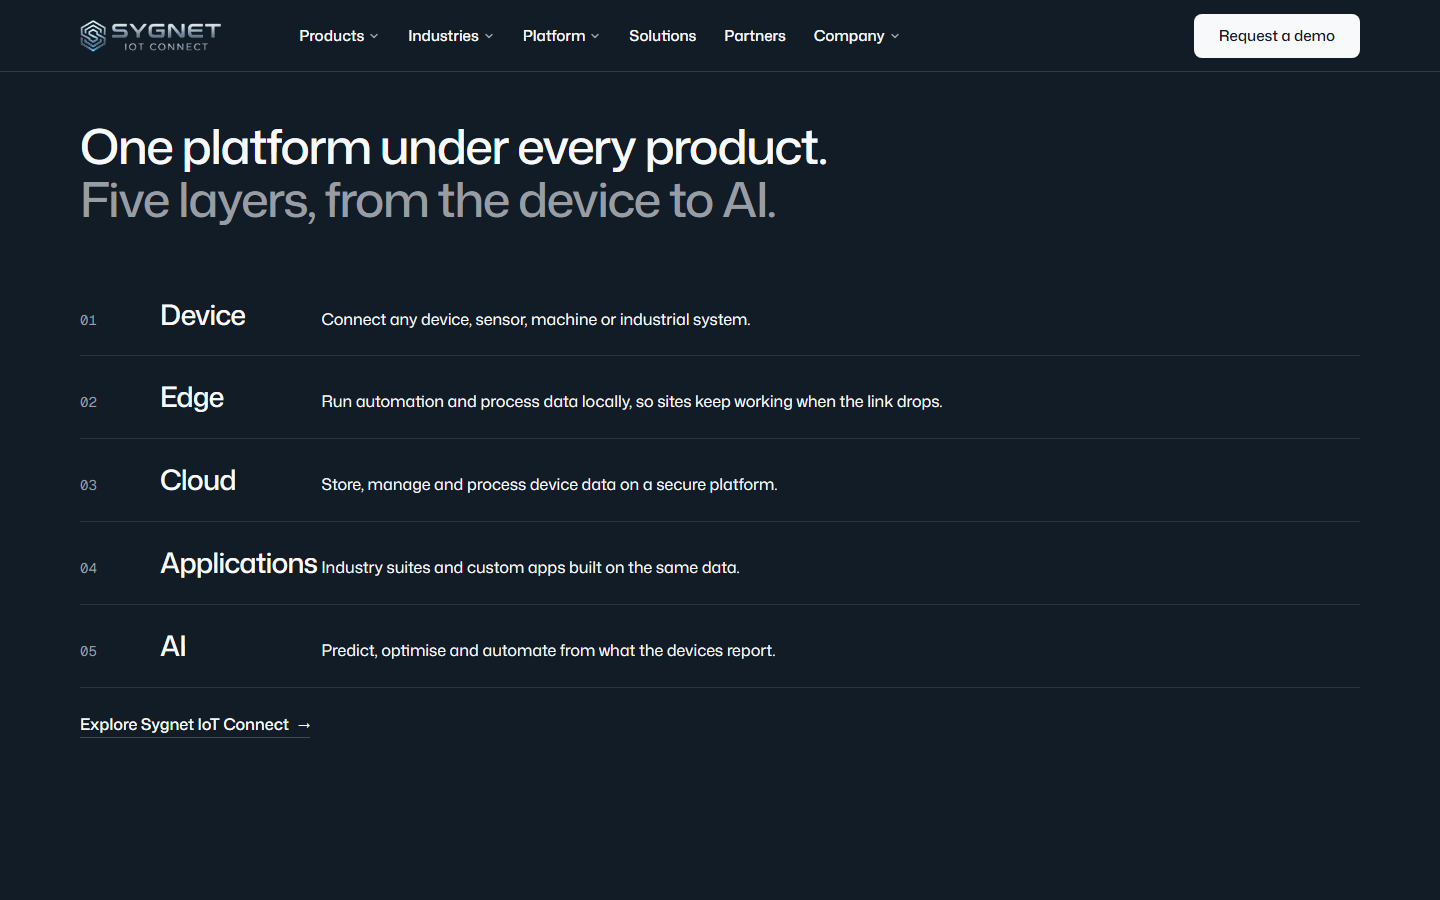 SYGNET
IOT CONNECT
Products
Industries
Platform
Solutions
Partners
Company
Request a demo
One platform under every product.
Five layers, from the device to AI.
01 Device Connect any device, sensor, machine or industrial system.
02 Edge Run automation and process data locally, so sites keep working when the link drops.
03 Cloud Store, manage and process device data on a secure platform.
04 Applications Industry suites and custom apps built on the same data.
05 AI Predict, optimise and automate from what the devices report.
Explore Sygnet IoT Connect →